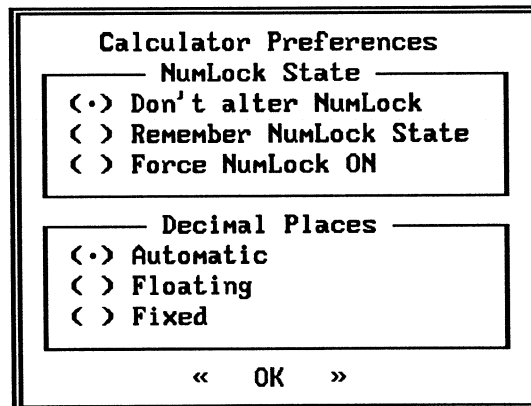 Calculator Preferences
NumLock State
(·) Don't alter NumLock
( ) Remember NumLock State
( ) Force NumLock ON
Decimal Places
(·) Automatic
( ) Floating
( ) Fixed
« OK »